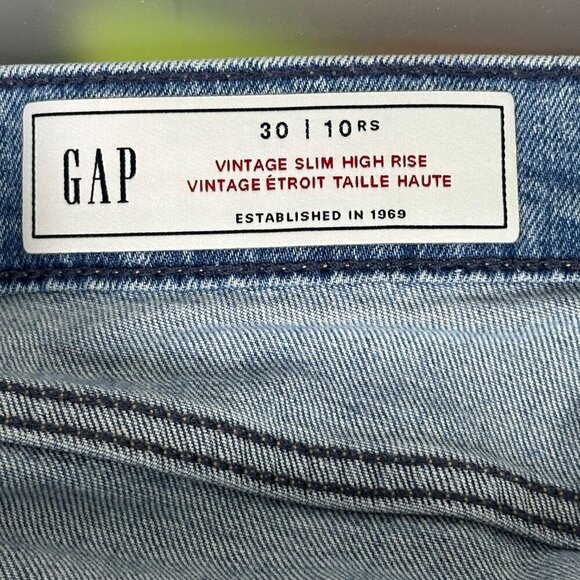 GAP
30 | 10RS
VINTAGE SLIM HIGH RISE
VINTAGE ÉTROIT TAILLE HAUTE
ESTABLISHED IN 1969